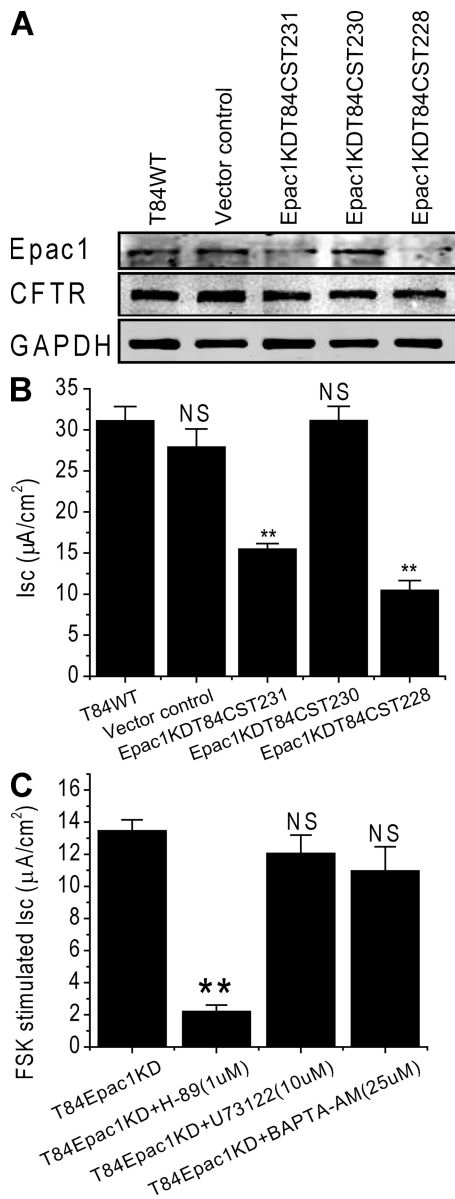 A
T84WT
Vector control
Epac1KDT84CST231
Epac1KDT84CST230
Epac1KDT84CST228
Epac1
CFTR
GAPDH
B
Isc (µA/cm²)
35
30
25
20
15
10
5
0
NS
**
NS
**
T84WT
Vector control
Epac1KDT84CST231
Epac1KDT84CST230
Epac1KDT84CST228
C
FSK stimulated Isc (µA/cm²)
16
14
12
10
8
6
4
2
0
**
NS
NS
T84Epac1KD
T84Epac1KD+H-89(1uM)
T84Epac1KD+U73122(10uM)
T84Epac1KD+BAPTA-AM(25uM)